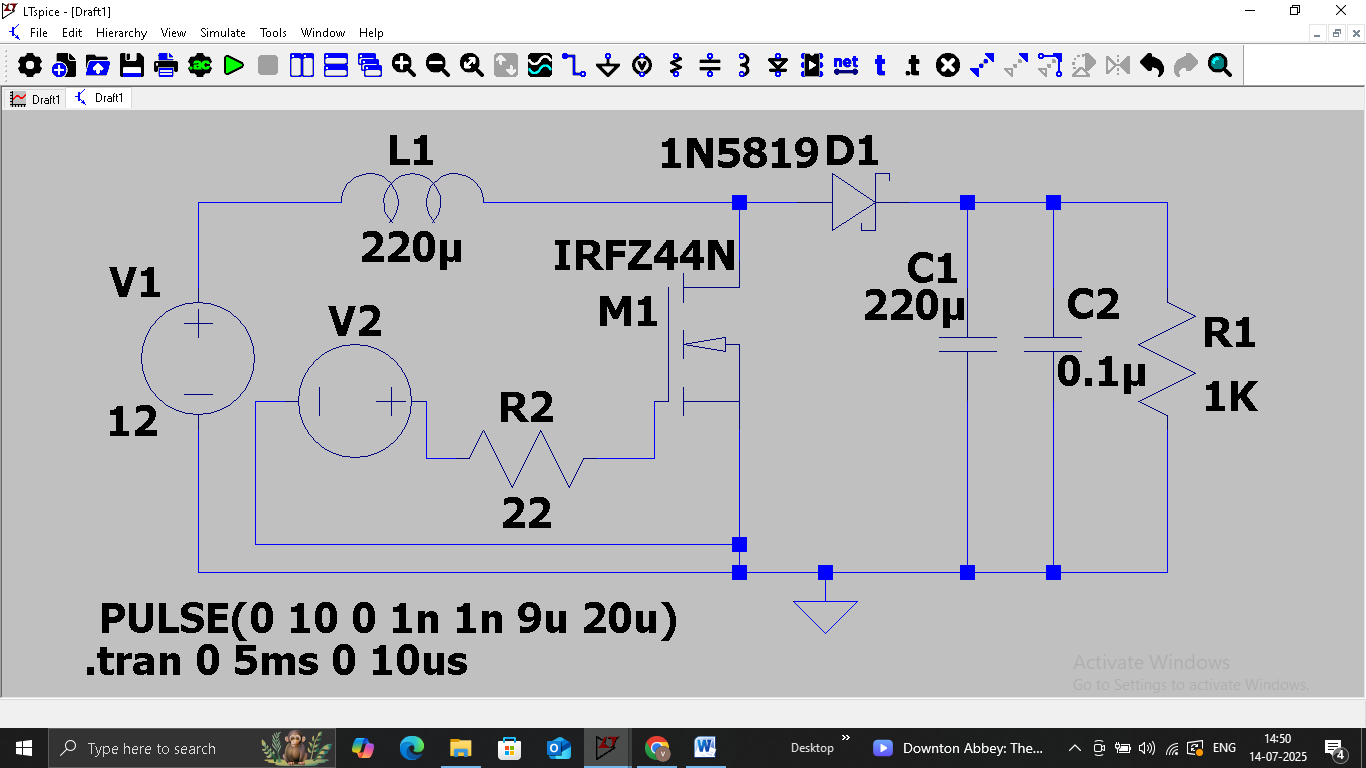 LTspice - [Draft1]
File Edit Hierarchy View Simulate Tools Window Help
.ac
net t .t
Draft1 Draft1
L1
1N5819 D1
220µ
IRFZ44N
V1
C1
220µ
C2
M1
V2
R1
0.1µ
R2
1K
12
22
PULSE(0 10 0 1n 1n 9u 20u)
.tran 0 5ms 0 10us
Activate Windows
Go to Settings to activate Windows.
Type here to search
Desktop
Downton Abbey: The...
ENG
14:50
14-07-2025
4